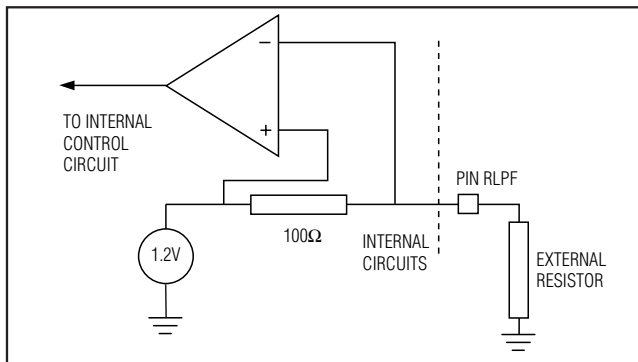 −
+
TO INTERNAL
CONTROL
CIRCUIT
PIN RLPF
100Ω
INTERNAL
CIRCUITS
1.2V
EXTERNAL
RESISTOR